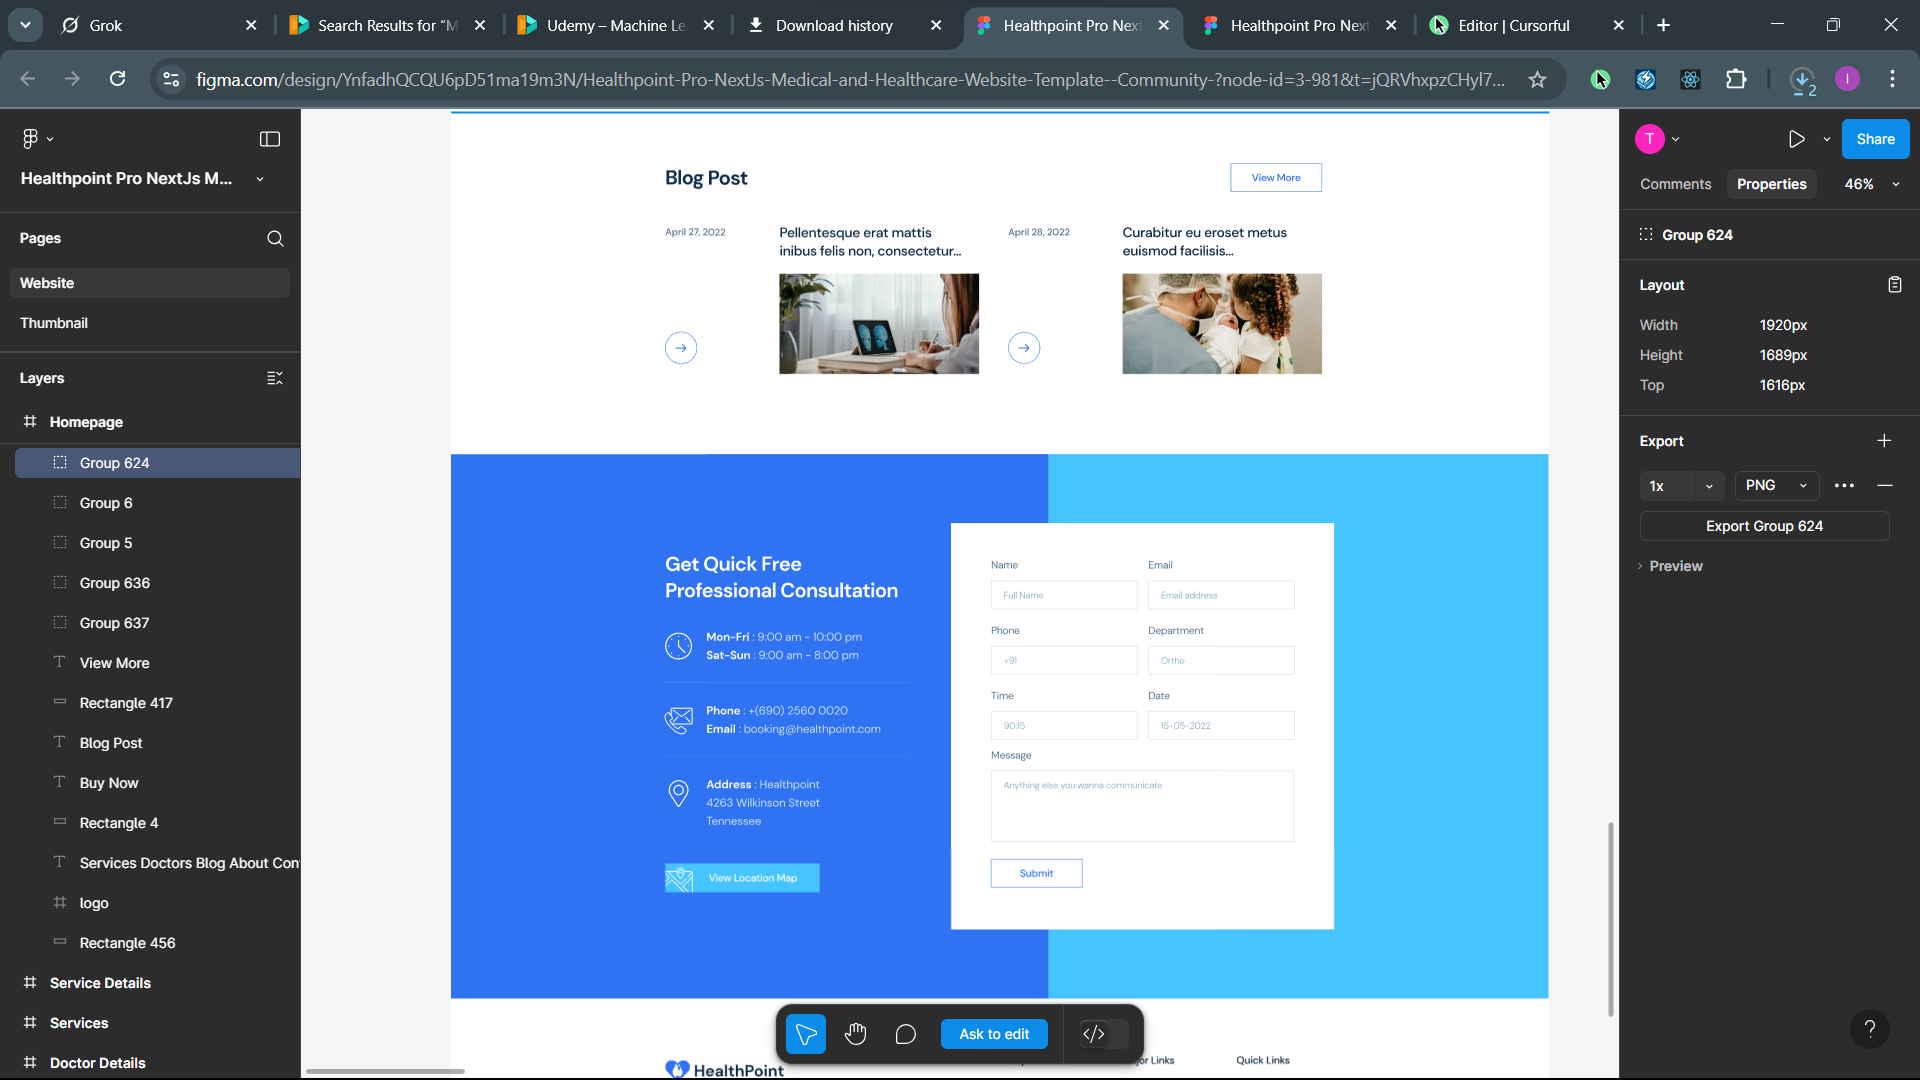 Grok
Search Results for “M
Udemy – Machine Le
Download history
Healthpoint Pro Next
Healthpoint Pro Next
Editor | Cursorful
figma.com/design/YnfadhQCQU6pD51ma19m3N/Healthpoint-Pro-NextJs-Medical-and-Healthcare-Website-Template--Community-?node-id=3-981&t=jQRVhxpzCHyl7...
2
I
Healthpoint Pro NextJs M...
Pages
Website
Thumbnail
Layers
Homepage
Group 624
Group 6
Group 5
Group 636
Group 637
View More
Rectangle 417
Blog Post
Buy Now
Rectangle 4
Services Doctors Blog About Con
logo
Rectangle 456
Service Details
Services
Doctor Details
Blog Post
View More
April 27, 2022
Pellentesque erat mattis
inibus felis non, consectetur...
April 28, 2022
Curabitur eu eroset metus
euismod facilisis...
Get Quick Free
Professional Consultation
Mon-Fri : 9:00 am - 10:00 pm
Sat-Sun : 9:00 am - 8:00 pm
Phone : +(690) 2560 0020
Email : booking@healthpoint.com
Address : Healthpoint
4263 Wilkinson Street
Tennessee
View Location Map
Name
Email
Full Name
Email address
Phone
Department
+91
Ortho
Time
Date
90:15
15-05-2022
Message
Anything else you wanna communicate
Submit
HealthPoint
jor Links
Quick Links
Ask to edit
T
Share
Comments
Properties
46%
Group 624
Layout
Width
1920px
Height
1689px
Top
1616px
Export
1x
PNG
Export Group 624
Preview
?